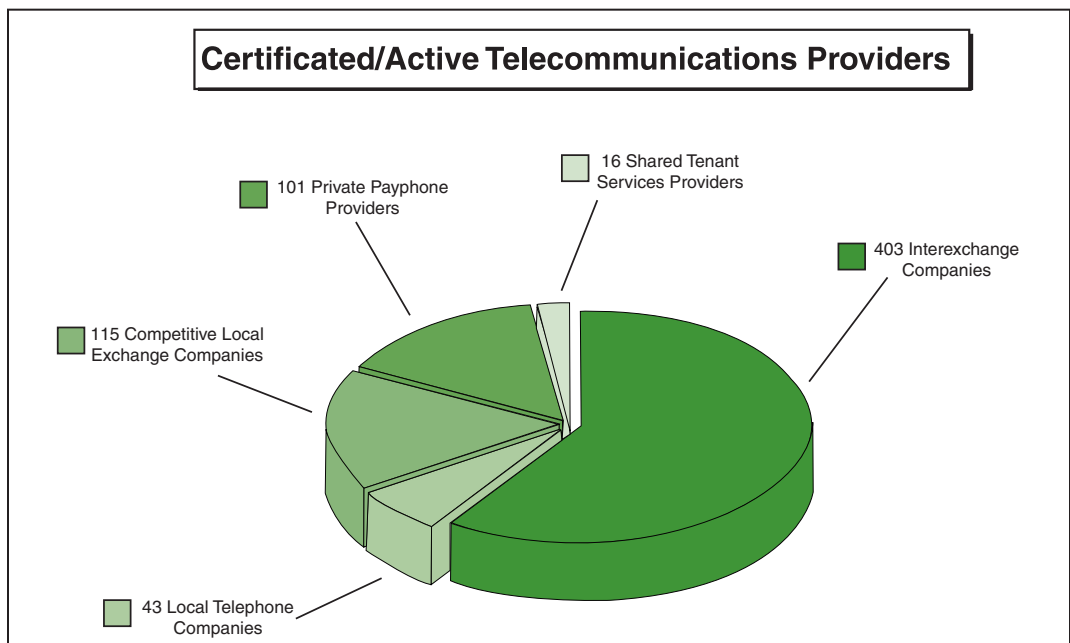 Certificated/Active Telecommunications Providers
16 Shared Tenant
Services Providers
101 Private Payphone
Providers
403 Interexchange
Companies
115 Competitive Local
Exchange Companies
43 Local Telephone
Companies